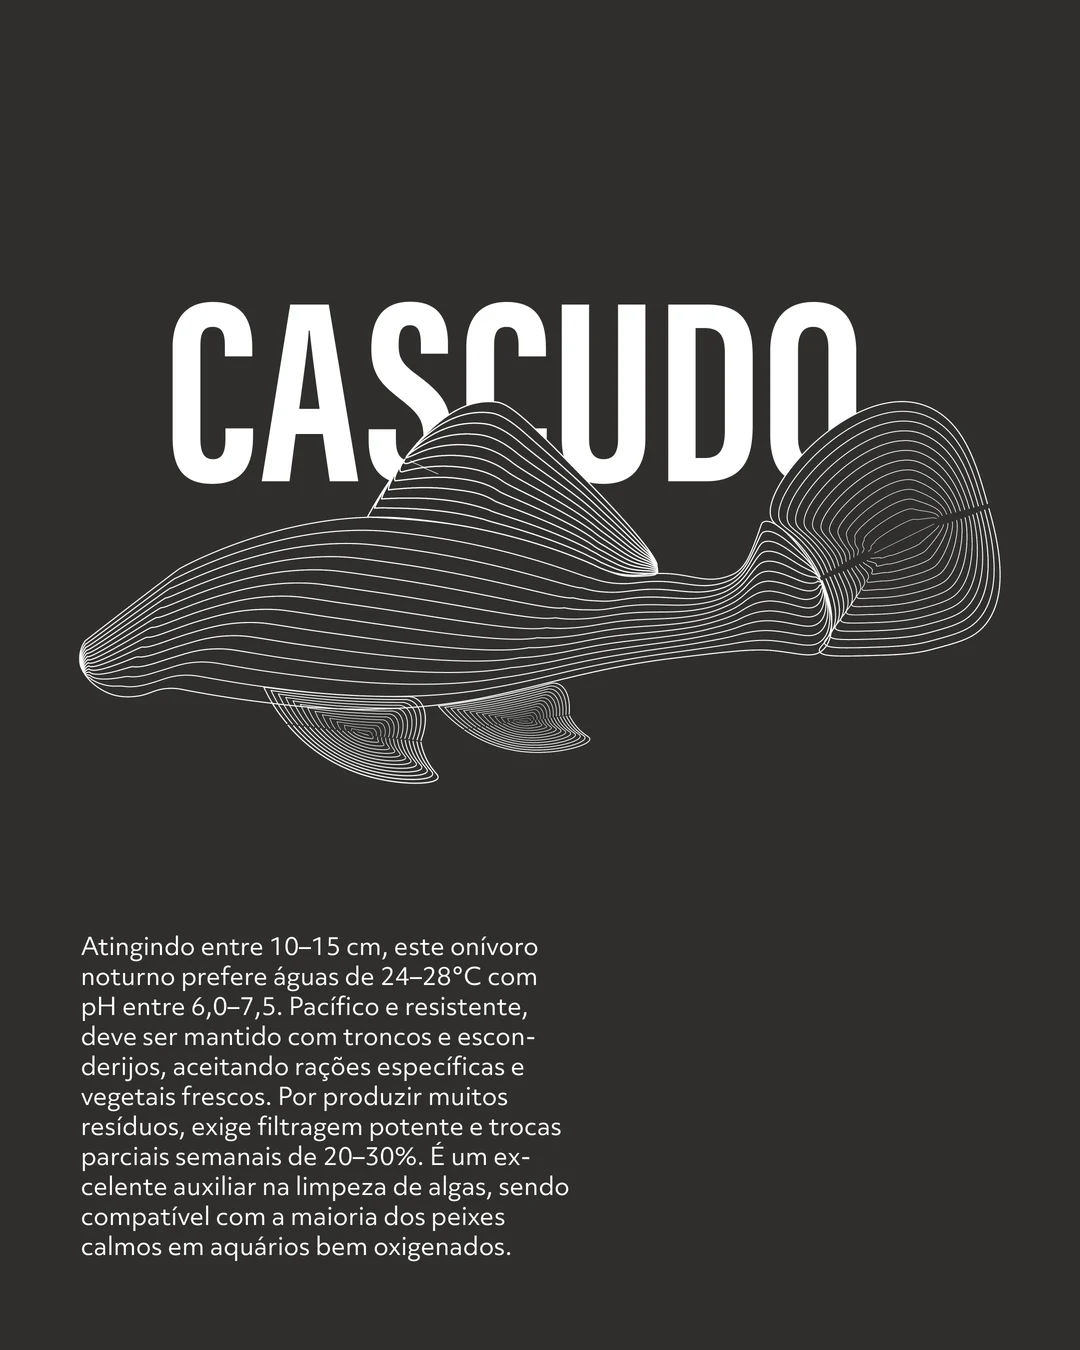 CASCUDO
Atingindo entre 10–15 cm, este onívoro
noturno prefere águas de 24–28°C com
pH entre 6,0–7,5. Pacífico e resistente,
deve ser mantido com troncos e escon-
derijos, aceitando rações específicas e
vegetais frescos. Por produzir muitos
resíduos, exige filtragem potente e trocas
parciais semanais de 20–30%. É um ex-
celente auxiliar na limpeza de algas, sendo
compatível com a maioria dos peixes
calmos em aquários bem oxigenados.